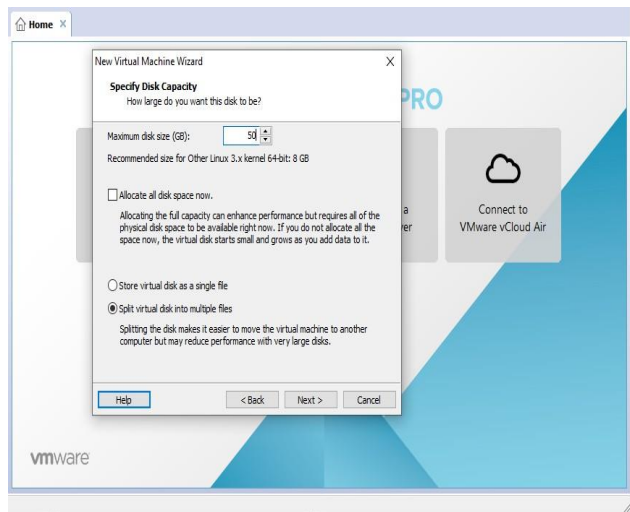 Home X
New Virtual Machine Wizard X
Specify Disk Capacity
How large do you want this disk to be?
PRO
Maximum disk size (GB): 50
Recommended size for Other Linux 3.x kernel 64-bit: 8 GB
Allocate all disk space now.
Allocating the full capacity can enhance performance but requires all of the
physical disk space to be available right now. If you do not allocate all the
space now, the virtual disk starts small and grows as you add data to it.
a
ver
Connect to
VMware vCloud Air
Store virtual disk as a single file
Split virtual disk into multiple files
Splitting the disk makes it easier to move the virtual machine to another
computer but may reduce performance with very large disks.
Help < Back Next > Cancel
vmware